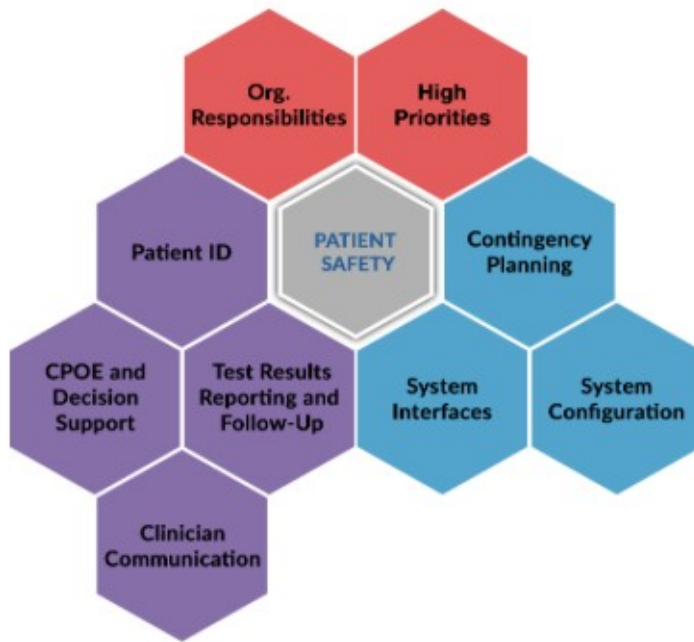 Org.
Responsibilities
High
Priorities
Patient ID
PATIENT
SAFETY
Contingency
Planning
CPOE and
Decision
Support
Test Results
Reporting and
Follow-Up
System
Interfaces
System
Configuration
Clinician
Communication